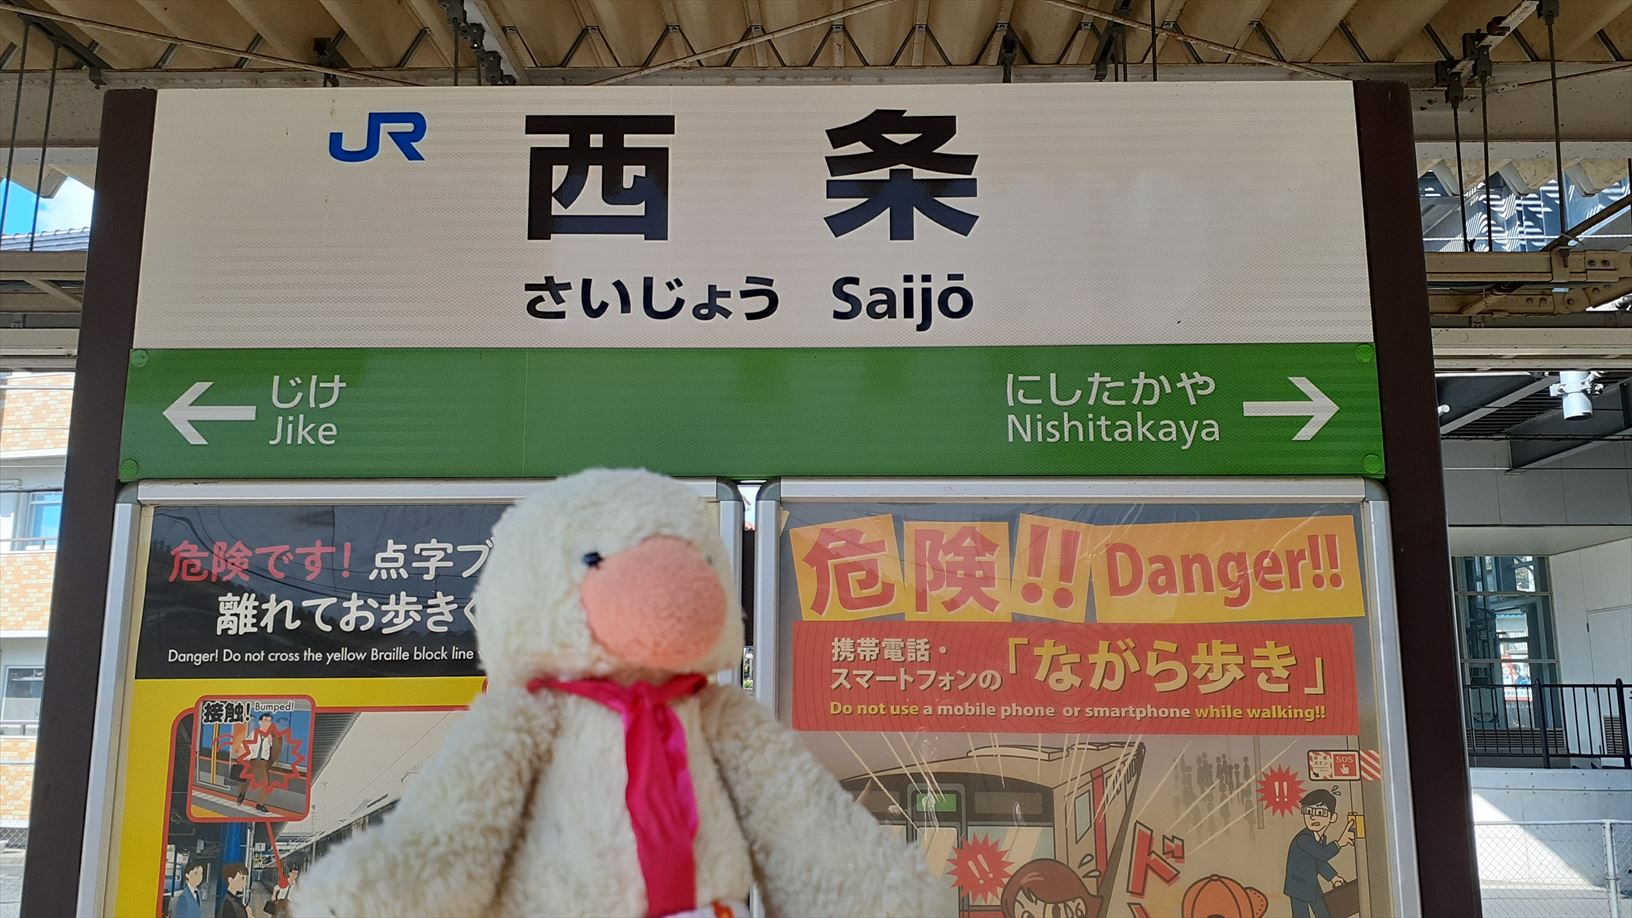 JR
西条
さいじょう Saijō
じけ
Jike
にしたかや
Nishitakaya
危険です! 点字ブ
離れてお歩きく
Danger! Do not cross the yellow Braille block line
接触! Bumped!
危険!! Danger!!
携帯電話・
スマートフォンの「ながら歩き」
Do not use a mobile phone or smartphone while walking!!
SOS
!!
!!
ド